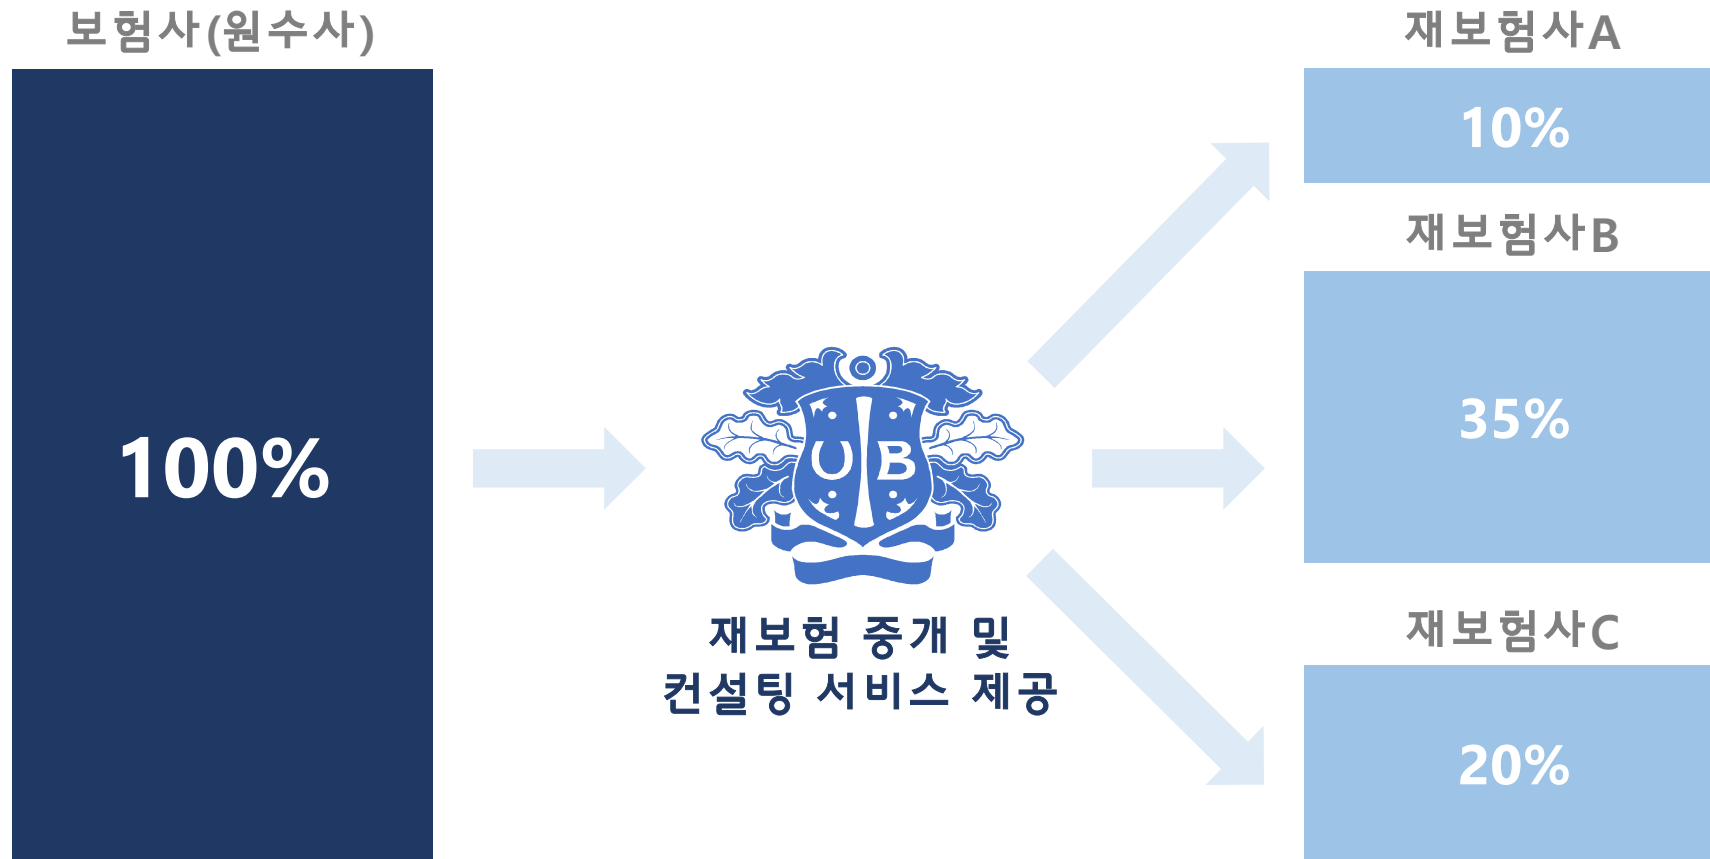 보험사(원수사)
100%
UB
재보험 중개 및
컨설팅 서비스 제공
재보험사A
10%
재보험사B
35%
재보험사C
20%